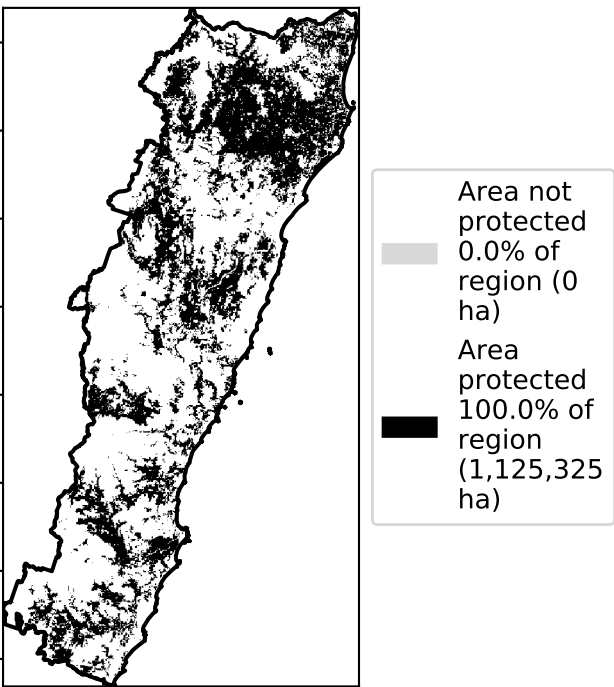 Area not
protected
0.0% of
region (0
ha)
Area
protected
100.0% of
region
(1,125,325
ha)